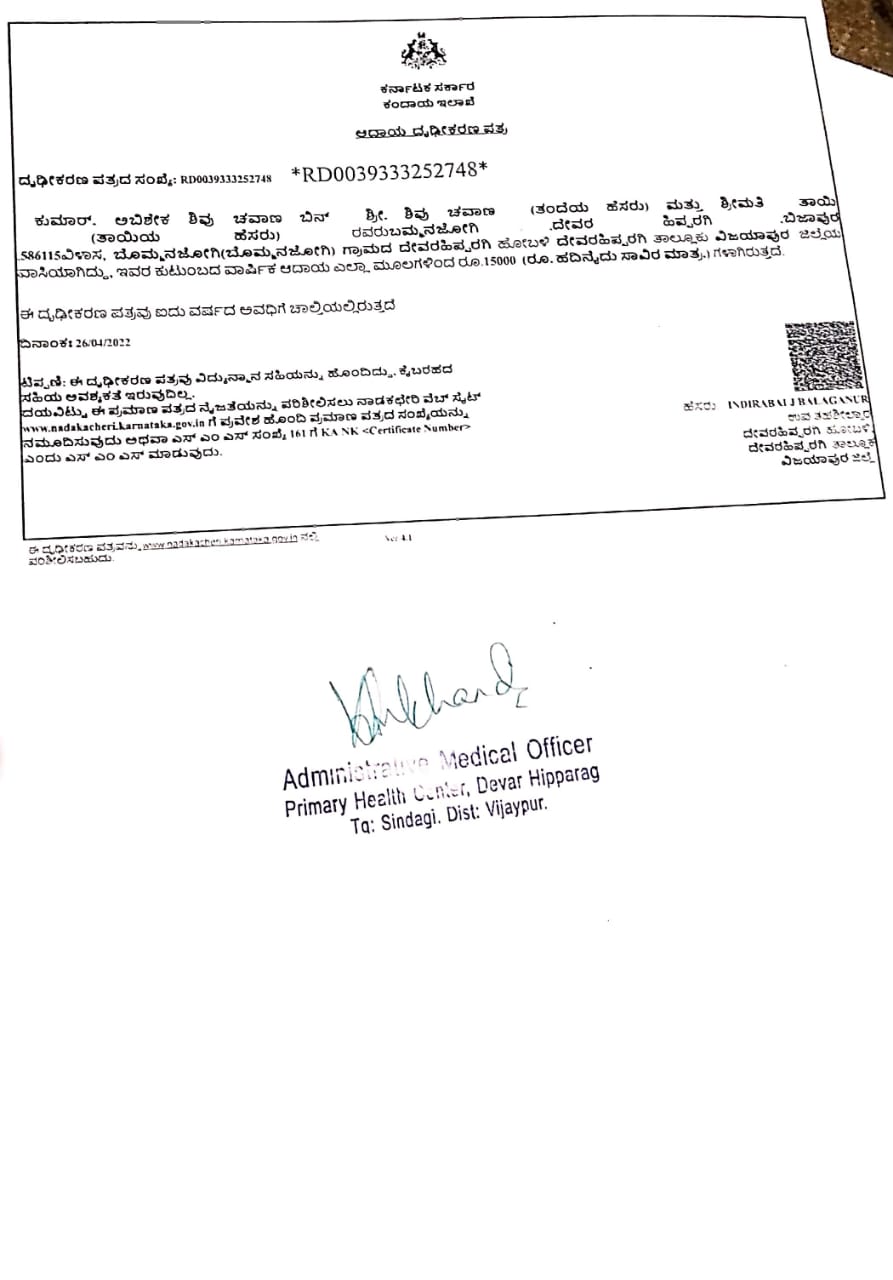 ಕರ್ನಾಟಕ ಸರ್ಕಾರ
ಕಂದಾಯ ಇಲಾಖೆ
ಆದಾಯ ದೃಢೀಕರಣ ಪತ್ರ
ದೃಢೀಕರಣ ಪತ್ರದ ಸಂಖ್ಯೆ: RD0039333252748 *RD0039333252748*
ಕುಮಾರ್. ಅಬಿಶೇಕ ಶಿವು ಚವಾಣ ಬಿನ್ ಶ್ರೀ. ಶಿವು ಚವಾಣ (ತಂದೆಯ ಹೆಸರು) ಮತ್ತು ಶ್ರೀಮತಿ ತಾಯಿ
(ತಾಯಿಯ ಹೆಸರು) ರವರುಬಮ್ಮನಜೋಗಿ .ದೇವರ ಹಿಪ್ಪರಗಿ .ಬಿಜಾಪುರ
.586115ವಿಳಾಸ, ಬೊಮ್ಮನಜೋಗಿ(ಬೊಮ್ಮನಜೋಗಿ) ಗ್ರಾಮದ ದೇವರಹಿಪ್ಪರಗಿ ಹೋಬಳಿ ದೇವರಹಿಪ್ಪರಗಿ ತಾಲ್ಲೂಕು ವಿಜಯಾಪುರ ಜಿಲ್ಲೆಯ
ವಾಸಿಯಾಗಿದ್ದು, ಇವರ ಕುಟುಂಬದ ವಾರ್ಷಿಕ ಆದಾಯ ಎಲ್ಲಾ ಮೂಲಗಳಿಂದ ರೂ.15000 (ರೂ. ಹದಿನೈದು ಸಾವಿರ ಮಾತ್ರ.) ಗಳಾಗಿರುತ್ತದೆ.
ಈ ದೃಢೀಕರಣ ಪತ್ರವು ಐದು ವರ್ಷದ ಅವಧಿಗೆ ಚಾಲ್ತಿಯಲ್ಲಿರುತ್ತದೆ
ದಿನಾಂಕ: 26/04/2022
ಟಿಪ್ಪಣಿ: ಈ ದೃಢೀಕರಣ ಪತ್ರವು ವಿದ್ಯುನ್ಮಾನ ಸಹಿಯನ್ನು ಹೊಂದಿದ್ದು. ಕೈಬರಹದ
ಸಹಿಯ ಅವಶ್ಯಕತೆ ಇರುವುದಿಲ್ಲ.
ದಯವಿಟ್ಟು ಈ ಪ್ರಮಾಣ ಪತ್ರದ ನೈಜತೆಯನ್ನು ಪರಿಶೀಲಿಸಲು ನಾಡಕಛೇರಿ ವೆಬ್ ಸೈಟ್
www.nadakacheri.karnataka.gov.in ಗೆ ಪ್ರವೇಶ ಹೊಂದಿ ಪ್ರಮಾಣ ಪತ್ರದ ಸಂಖ್ಯೆಯನ್ನು
ನಮೂದಿಸುವುದು ಅಥವಾ ಎಸ್ ಎಂ ಎಸ್ ಸಂಖ್ಯೆ 161 ಗೆ KA NK <Certificate Number>
ಎಂದು ಎಸ್ ಎಂ ಎಸ್ ಮಾಡುವುದು.
ಹೆಸರು INDIRABAI J BALAGANUR
ಉಪ ತಹಶೀಲ್ದಾರ
ದೇವರಹಿಪ್ಪರಗಿ ಹೋಬಳಿ
ದೇವರಹಿಪ್ಪರಗಿ ತಾಲ್ಲೂಕ
ವಿಜಯಾಪುರ ಜಿಲ್ಲೆ
ಈ ದೃಢೀಕರಣ ಪತ್ರವನ್ನು www.nadakacheri.karnataka.gov.in ನಲ್ಲಿ Ver 4.1
ಪರಿಶೀಲಿಸಬಹುದು.
Administrative Medical Officer
Primary Health Center, Devar Hipparag
Tq: Sindagi. Dist: Vijaypur.